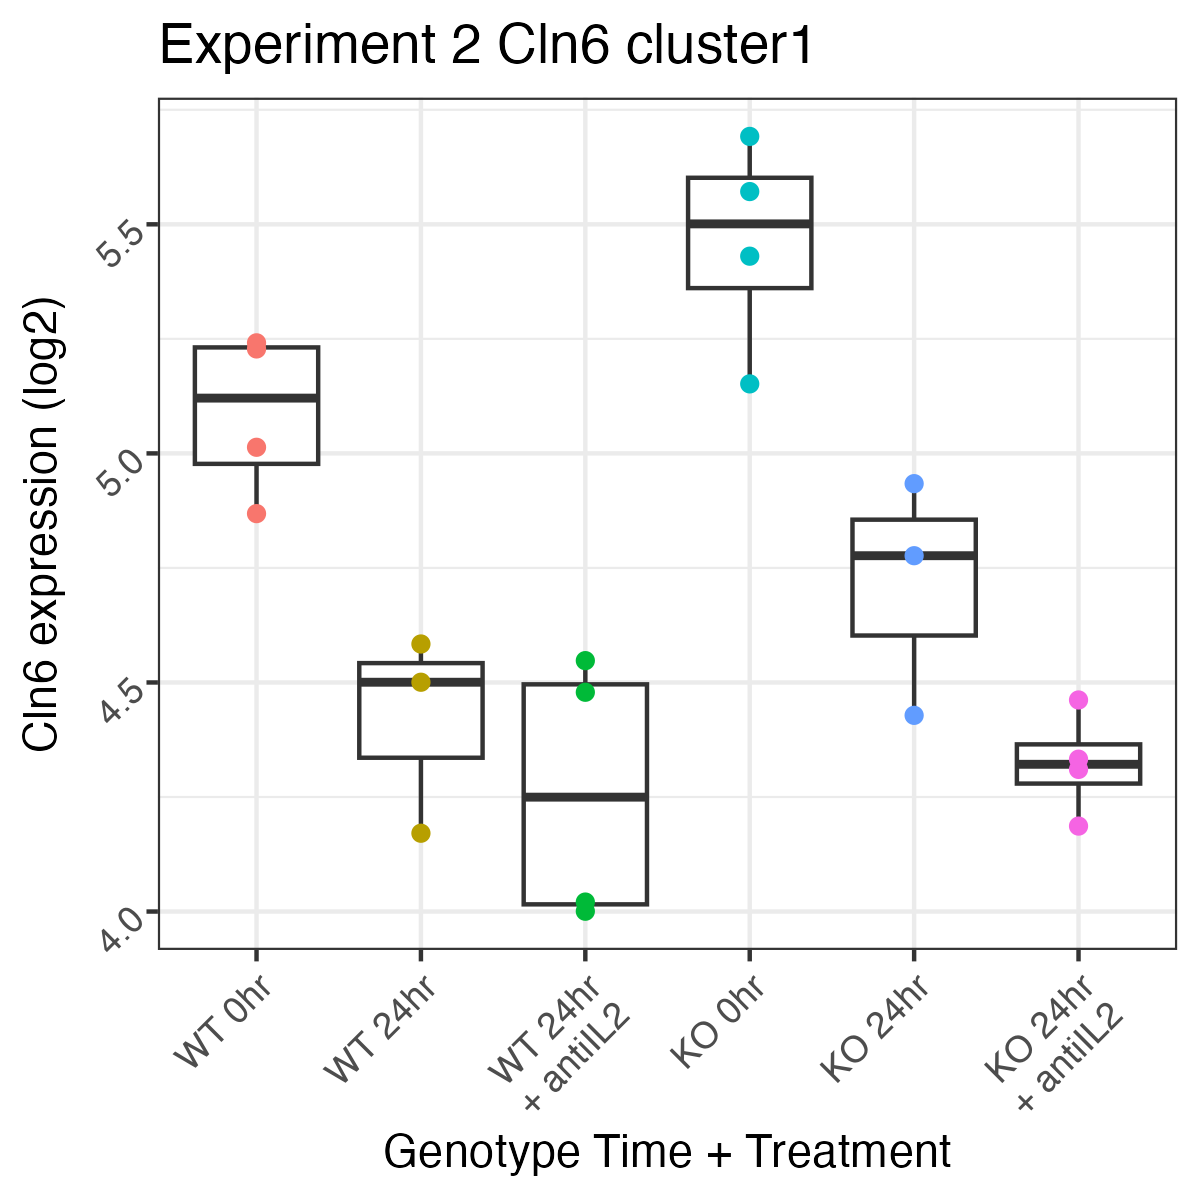 Experiment 2 Cln6 cluster1
Cln6 expression (log2)
5.5
5.0
4.5
4.0
WT 0hr
WT 24hr
WT 24hr
+ antiIL2
KO 0hr
KO 24hr
KO 24hr
+ antiIL2
Genotype Time + Treatment